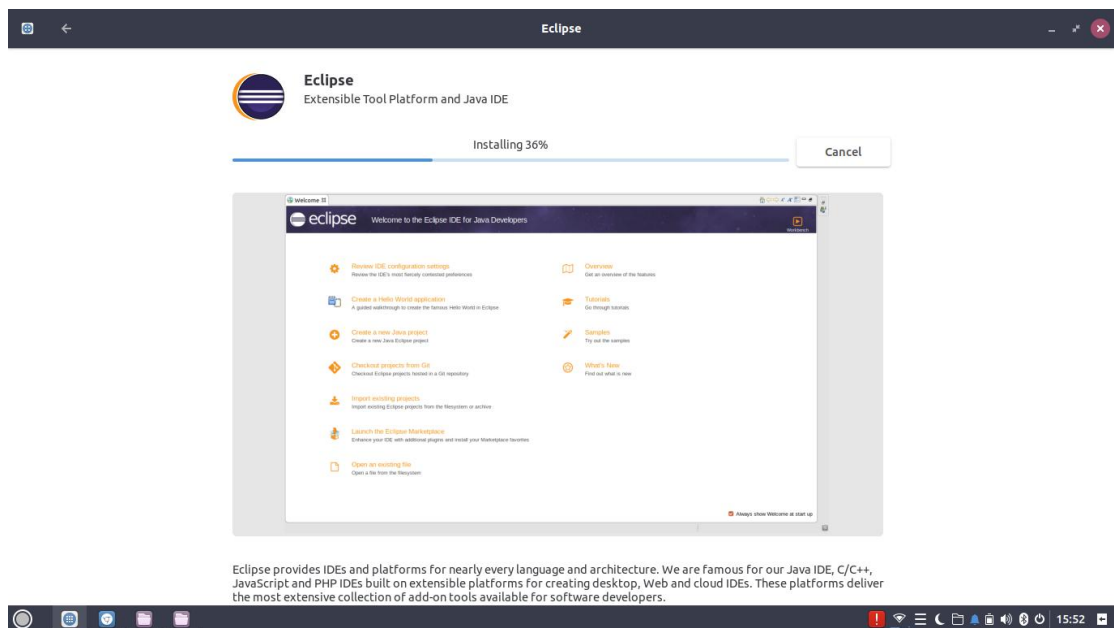 Eclipse
Eclipse
Extensible Tool Platform and Java IDE
Installing 36%
Cancel
Welcome
eclipse Welcome to the Eclipse IDE for Java Developers
Workbench
Review IDE configuration settings
Review the IDE's most fiercely contested preferences
Overview
Get an overview of the features
Create a Hello World application
A guided walkthrough to create the famous Hello World in Eclipse
Tutorials
Go through tutorials
Create a new Java project
Create a new Java Eclipse project
Samples
Try out the samples
Checkout projects from Git
Checkout Eclipse projects hosted in a Git repository
What's New
Find out what is new
Import existing projects
Import existing Eclipse projects from the filesystem or archive
Launch the Eclipse Marketplace
Enhance your IDE with additional plugins and install your Marketplace favorites
Open an existing file
Open a file from the filesystem
Always show Welcome at start up
Eclipse provides IDEs and platforms for nearly every language and architecture. We are famous for our Java IDE, C/C++,
JavaScript and PHP IDEs built on extensible platforms for creating desktop, Web and cloud IDEs. These platforms deliver
the most extensive collection of add-on tools available for software developers.
15:52